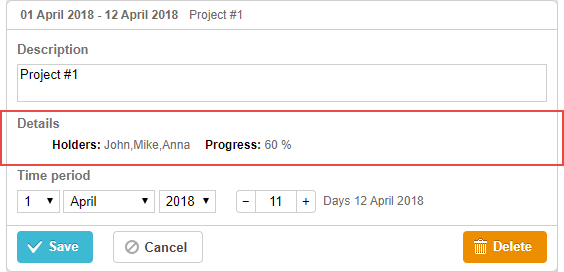 01 April 2018 - 12 April 2018 Project #1
Description
Project #1
Details
Holders: John,Mike,Anna Progress: 60 %
Time period
1 April 2018 − 11 + Days 12 April 2018
Save Cancel Delete